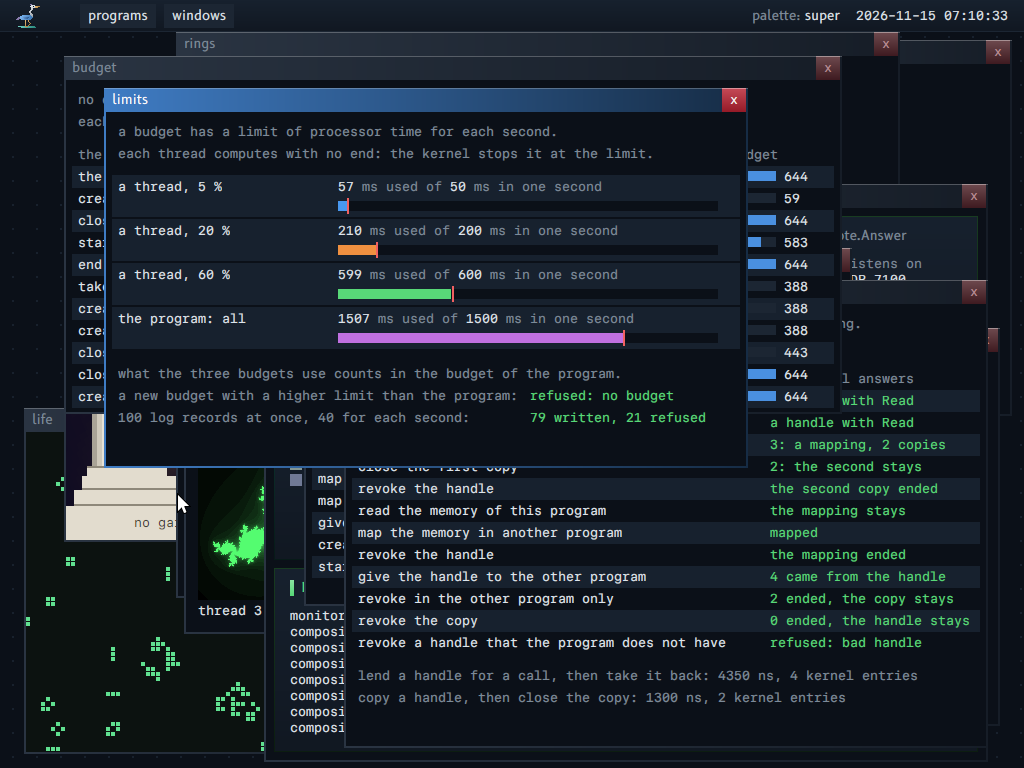 programs windows palette: super 2026-11-15 07:10:33
rings x
x
budget x
limits x
no
a budget has a limit of processor time for each second.
each thread computes with no end: the kernel stops it at the limit.
the
a thread, 5 % 57 ms used of 50 ms in one second
644
59
a thread, 20 % 210 ms used of 200 ms in one second
644
583
a thread, 60 % 599 ms used of 600 ms in one second
644
388
388
the program: all 1507 ms used of 1500 ms in one second
388
443
what the three budgets use counts in the budget of the program.
644
a new budget with a higher limit than the program: refused: no budget
644
100 log records at once, 40 for each second: 79 written, 21 refused
the
end
x
listens on
x
answers
with Read
a handle with Read
3: a mapping, 2 copies
2: the second stays
close the first copy
revoke the handle the second copy ended
read the memory of this program the mapping stays
map the memory in another program mapped
revoke the handle the mapping ended
give the handle to the other program 4 came from the handle
revoke in the other program only 2 ended, the copy stays
revoke the copy 0 ended, the handle stays
revoke a handle that the program does not have refused: bad handle
lend a handle for a call, then take it back: 4350 ns, 4 kernel entries
copy a handle, then close the copy: 1300 ns, 2 kernel entries
life
no
map
map
thread 3
monitor